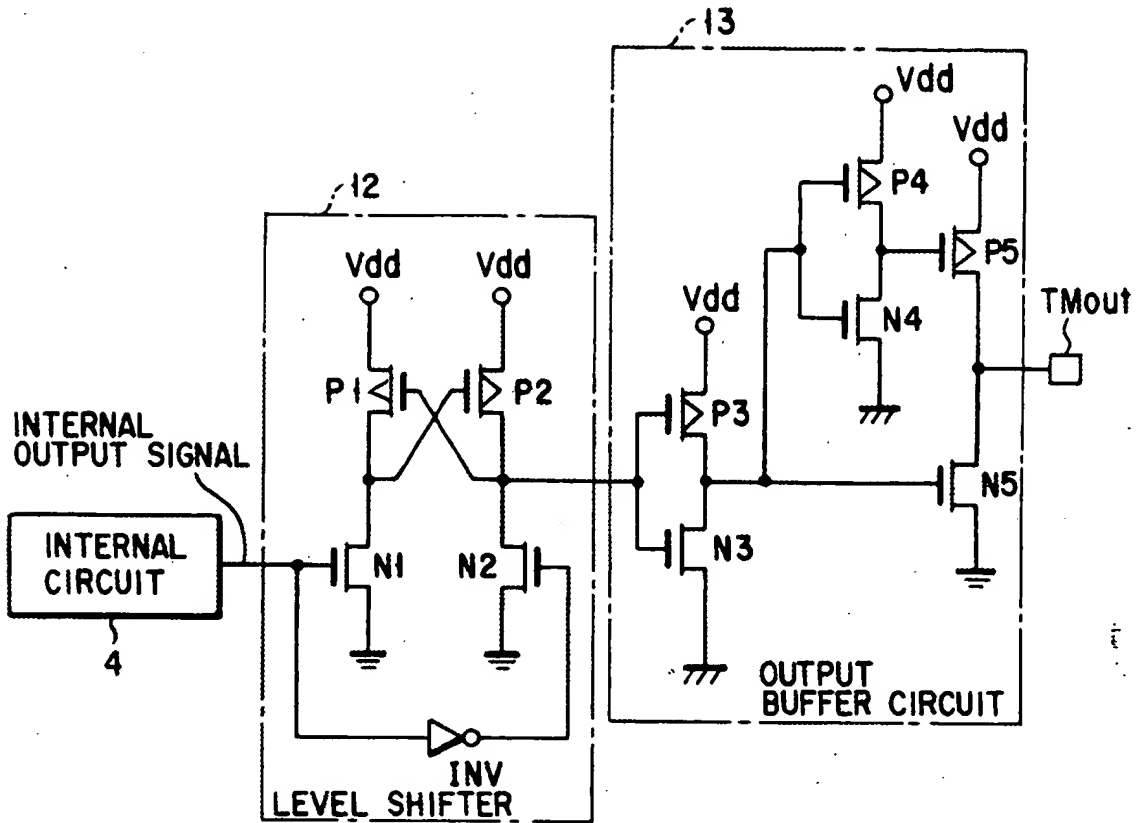 13
Vdd
Vdd
P4
12
P5
Vdd
Vdd
Vdd
N4
TMout
P1
P2
P3
INTERNAL
OUTPUT SIGNAL
N5
INTERNAL
CIRCUIT
N1
N2
N3
4
OUTPUT
BUFFER CIRCUIT
INV
LEVEL SHIFTER